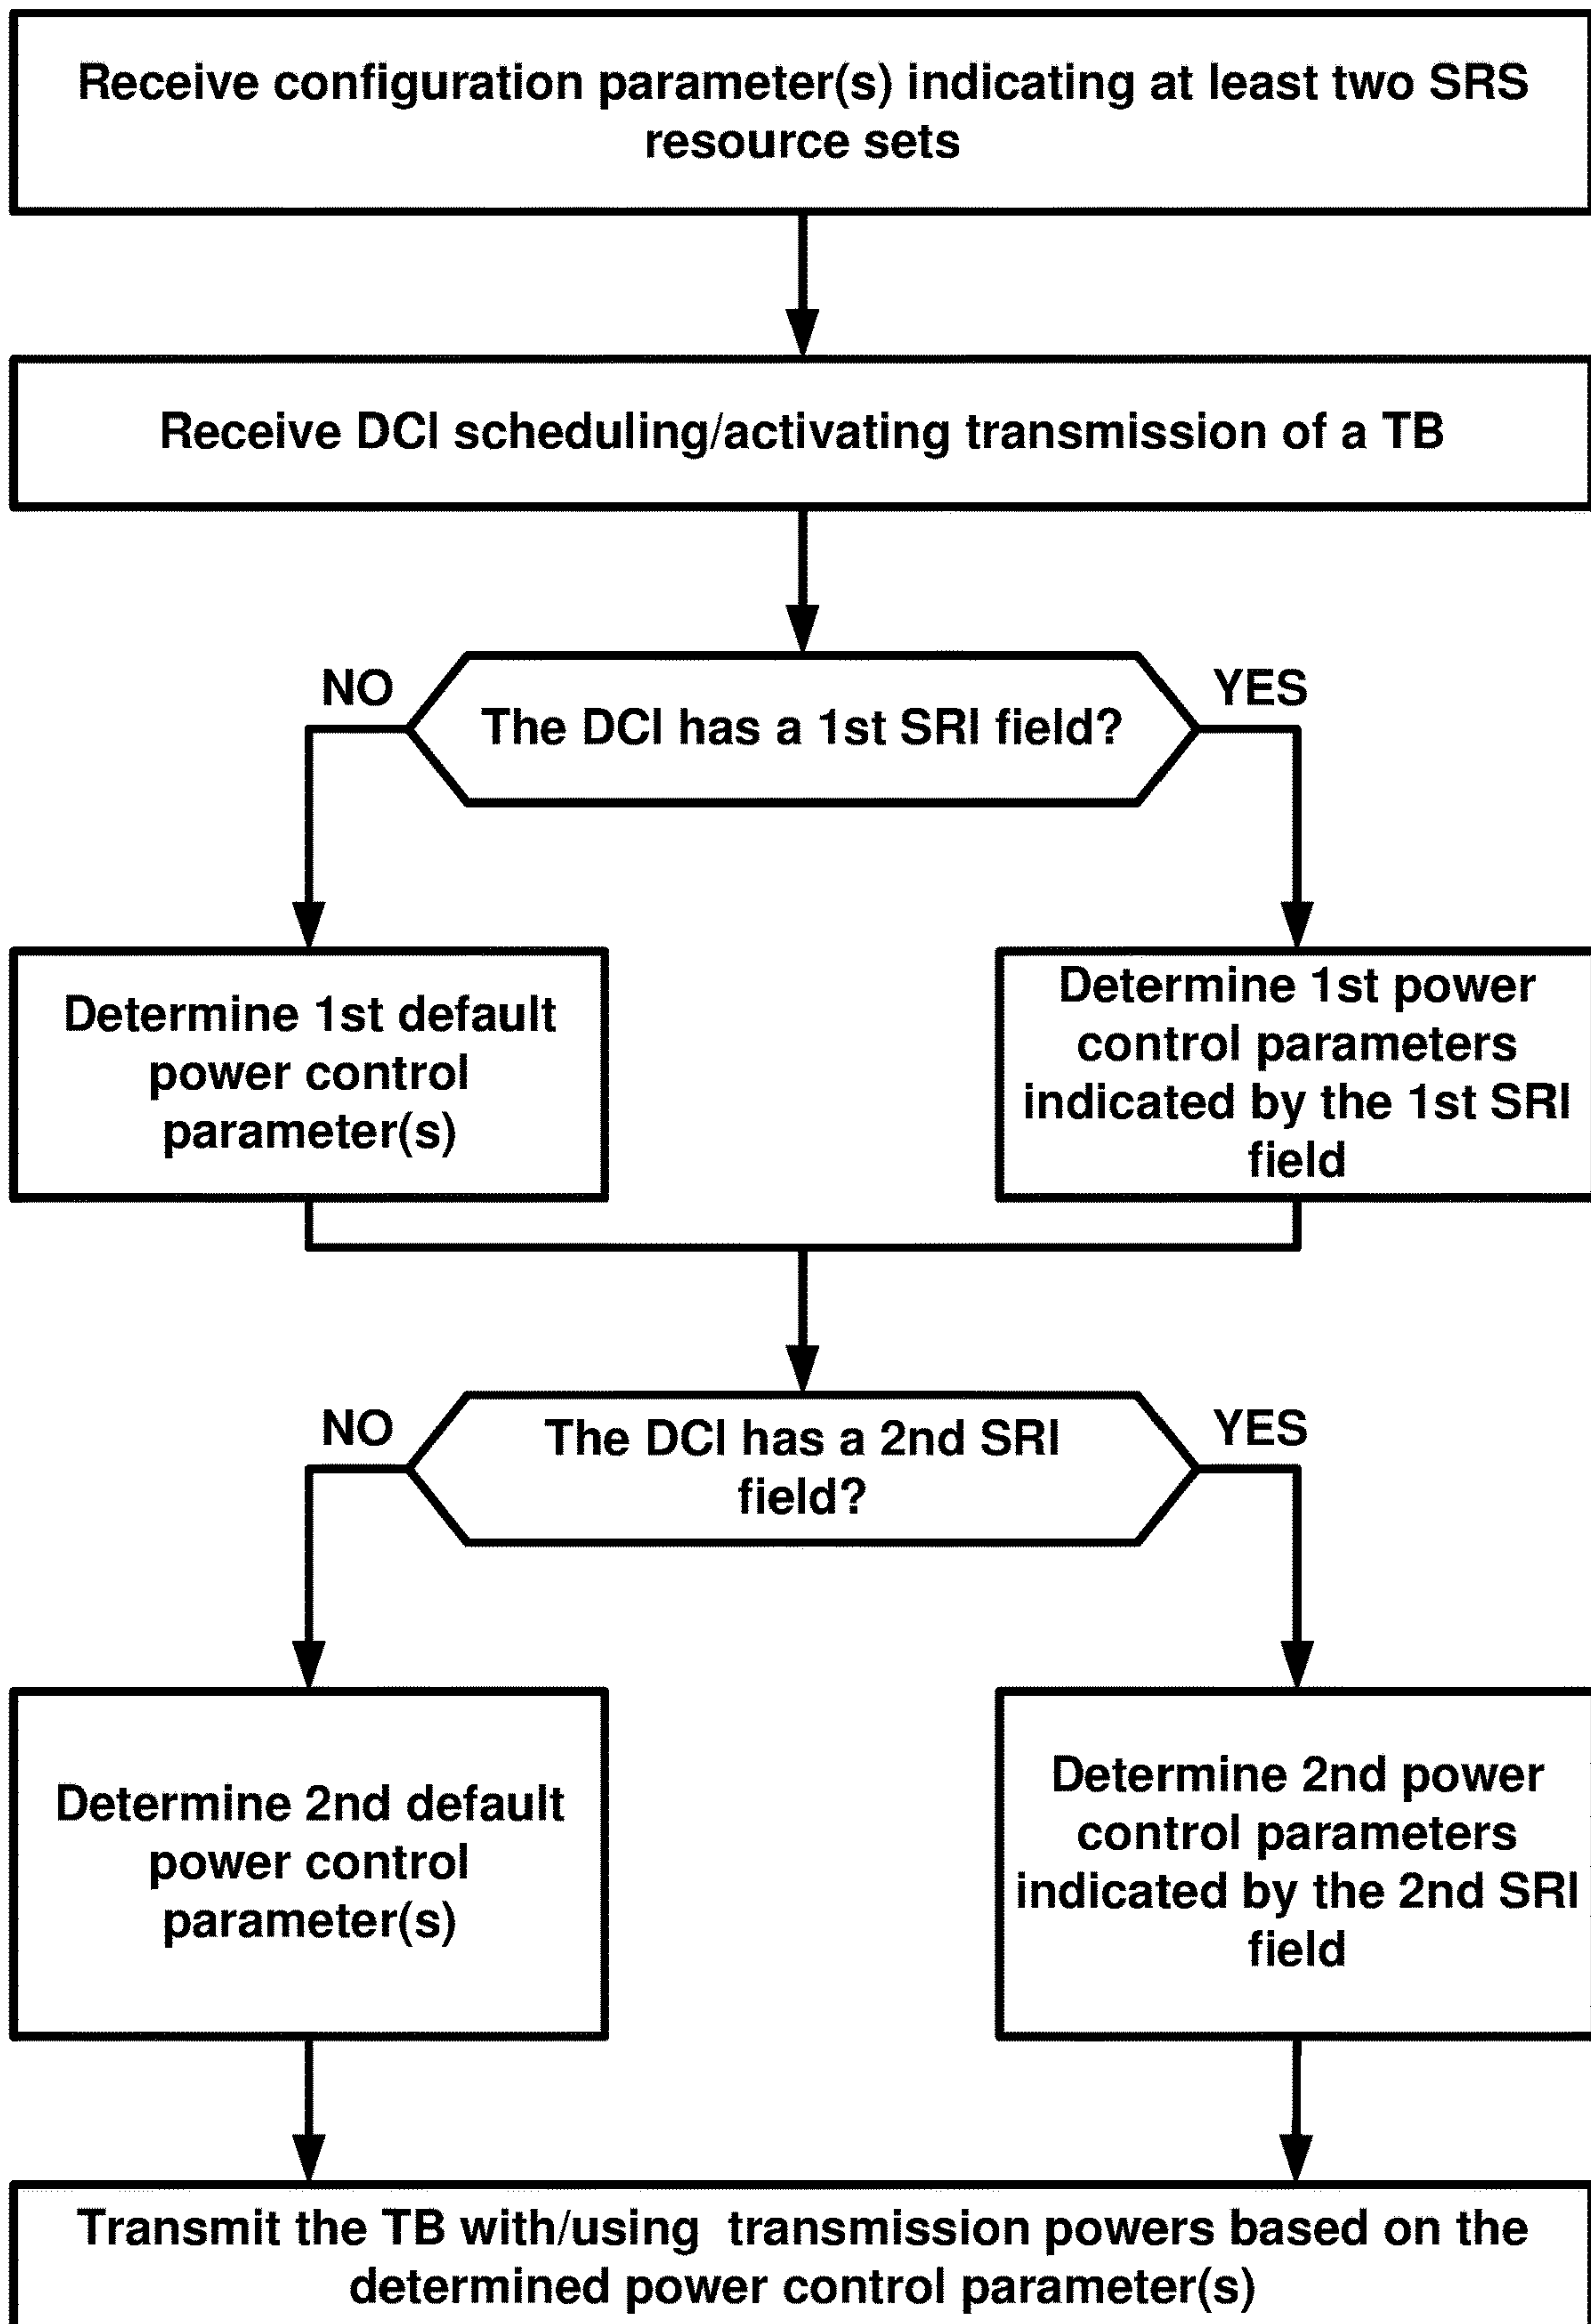 Receive configuration parameter(s) indicating at least two SRS
resource sets
Receive DCI scheduling/activating transmission of a TB
NO
YES
The DCI has a 1st SRI field?
Determine 1st default
power control
parameter(s)
Determine 1st power
control parameters
indicated by the 1st SRI
field
NO
YES
The DCI has a 2nd SRI
field?
Determine 2nd default
power control
parameter(s)
Determine 2nd power
control parameters
indicated by the 2nd SRI
field
Transmit the TB with/using transmission powers based on the
determined power control parameter(s)